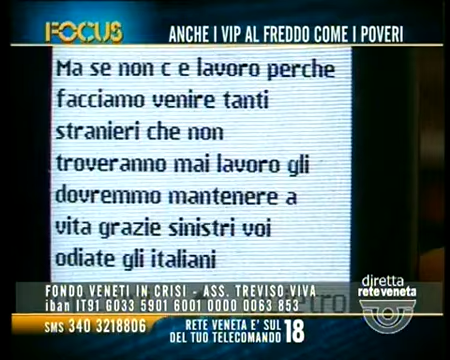 FOCUS
ANCHE I VIP AL FREDDO COME I POVERI
Ma se non c e lavoro perche
facciamo venire tanti
stranieri che non
troveranno mai lavoro gli
dovremmo mantenere a
vita grazie sinistri voi
odiate gli italiani
FONDO VENETI IN CRISI - ASS. TREVISO VIVA
iban IT91 G033 5901 6001 0000 0063 853
diretta
reteveneta
SMS 340 3218806
RETE VENETA E' SUL
DEL TUO TELECOMANDO 18